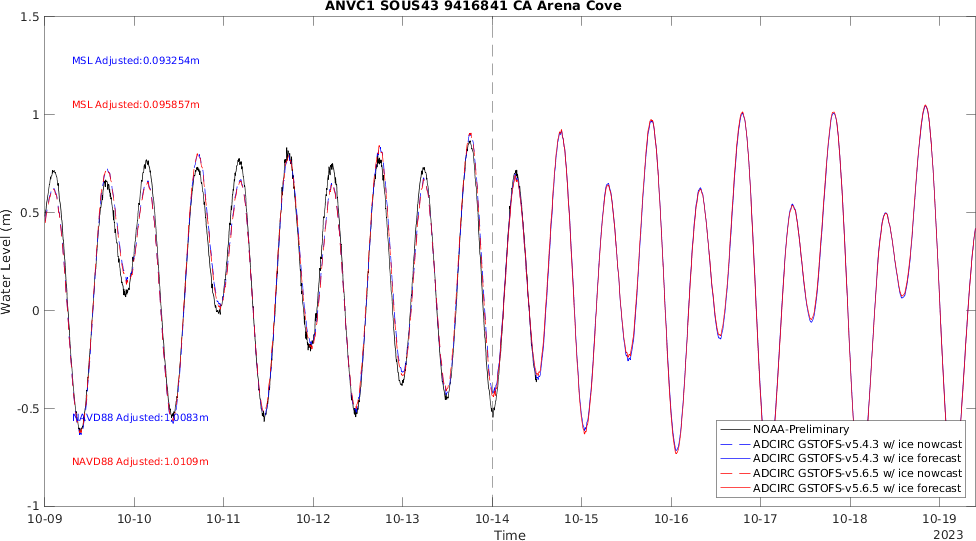 ANVC1 SOUS43 9416841 CA Arena Cove
1.5
MSL Adjusted:0.093254m
MSL Adjusted:0.095857m
1
0.5
Water Level (m)
0
-0.5
NAVD88 Adjusted:1.0083m
NAVD88 Adjusted:1.0109m
-1
NOAA-Preliminary
ADCIRC GSTOFS-v5.4.3 w/ ice nowcast
ADCIRC GSTOFS-v5.4.3 w/ ice forecast
ADCIRC GSTOFS-v5.6.5 w/ ice nowcast
ADCIRC GSTOFS-v5.6.5 w/ ice forecast
10-09 10-10 10-11 10-12 10-13 10-14 10-15 10-16 10-17 10-18 10-19
Time
2023